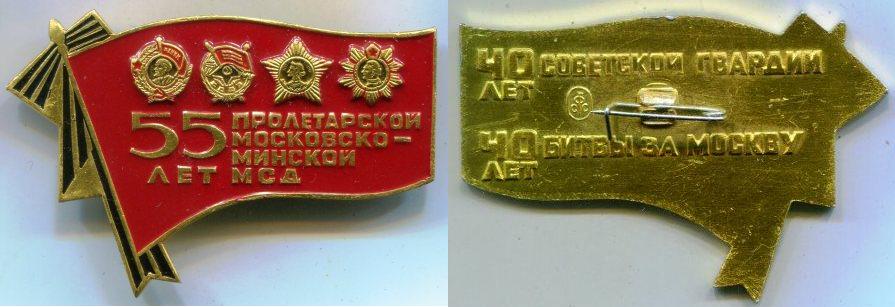 55 ПРОЛЕТАРСКОЙ
МОСКОВСКО-
МИНСКОЙ
ЛЕТ МСД
40 СОВЕТСКОЙ ГВАРДИИ
ЛЕТ
40 БИТВЫ ЗА МОСКВУ
ЛЕТ